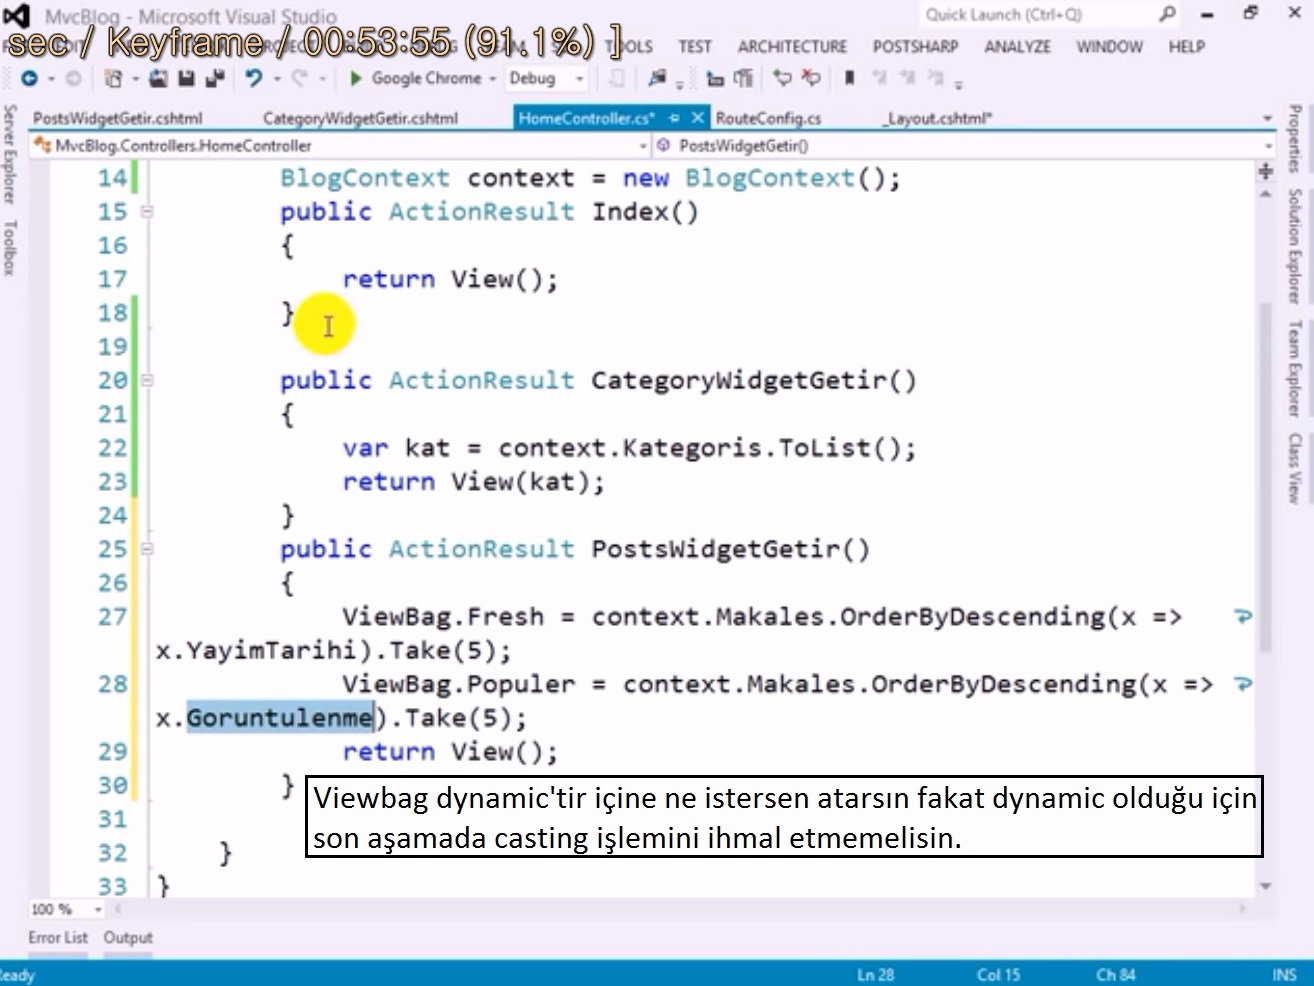 MvcBlog - Microsoft Visual Studio
Quick Launch (Ctrl+Q)
sec / Keyframe / 00:53:55 (91.1%) ]
TOOLS TEST ARCHITECTURE POSTSHARP ANALYZE WINDOW HELP
Google Chrome Debug
PostsWidgetGetir.cshtml CategoryWidgetGetir.cshtml HomeController.cs* RouteConfig.cs _Layout.cshtml*
MvcBlog.Controllers.HomeController PostsWidgetGetir()
Server Explorer
Toolbox
14 BlogContext context = new BlogContext();
15 public ActionResult Index()
16 {
17 return View();
18 }
19
20 public ActionResult CategoryWidgetGetir()
21 {
22 var kat = context.Kategoris.ToList();
23 return View(kat);
24 }
25 public ActionResult PostsWidgetGetir()
26 {
27 ViewBag.Fresh = context.Makales.OrderByDescending(x =>
x.YayimTarihi).Take(5);
28 ViewBag.Populer = context.Makales.OrderByDescending(x =>
x.Goruntulenme).Take(5);
29 return View();
30 }
31
32 }
33 }
Viewbag dynamic'tir içine ne istersen atarsın fakat dynamic olduğu için
son aşamada casting işlemini ihmal etmemelisin.
Properties
Solution Explorer
Team Explorer
Class View
100 %
Error List Output
Ready Ln 28 Col 15 Ch 84 INS